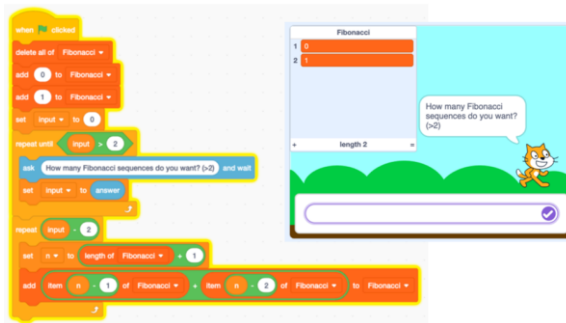 when clicked
delete all of Fibonacci
add 0 to Fibonacci
add 1 to Fibonacci
set input to 0
repeat until input > 2
ask How many Fibonacci sequences do you want? (>2) and wait
set input to answer
repeat input - 2
set n to length of Fibonacci + 1
add item n - 1 of Fibonacci + item n - 2 of Fibonacci to Fibonacci
Fibonacci
1 0
2 1
+ length 2 =
How many Fibonacci
sequences do you want?
(>2)